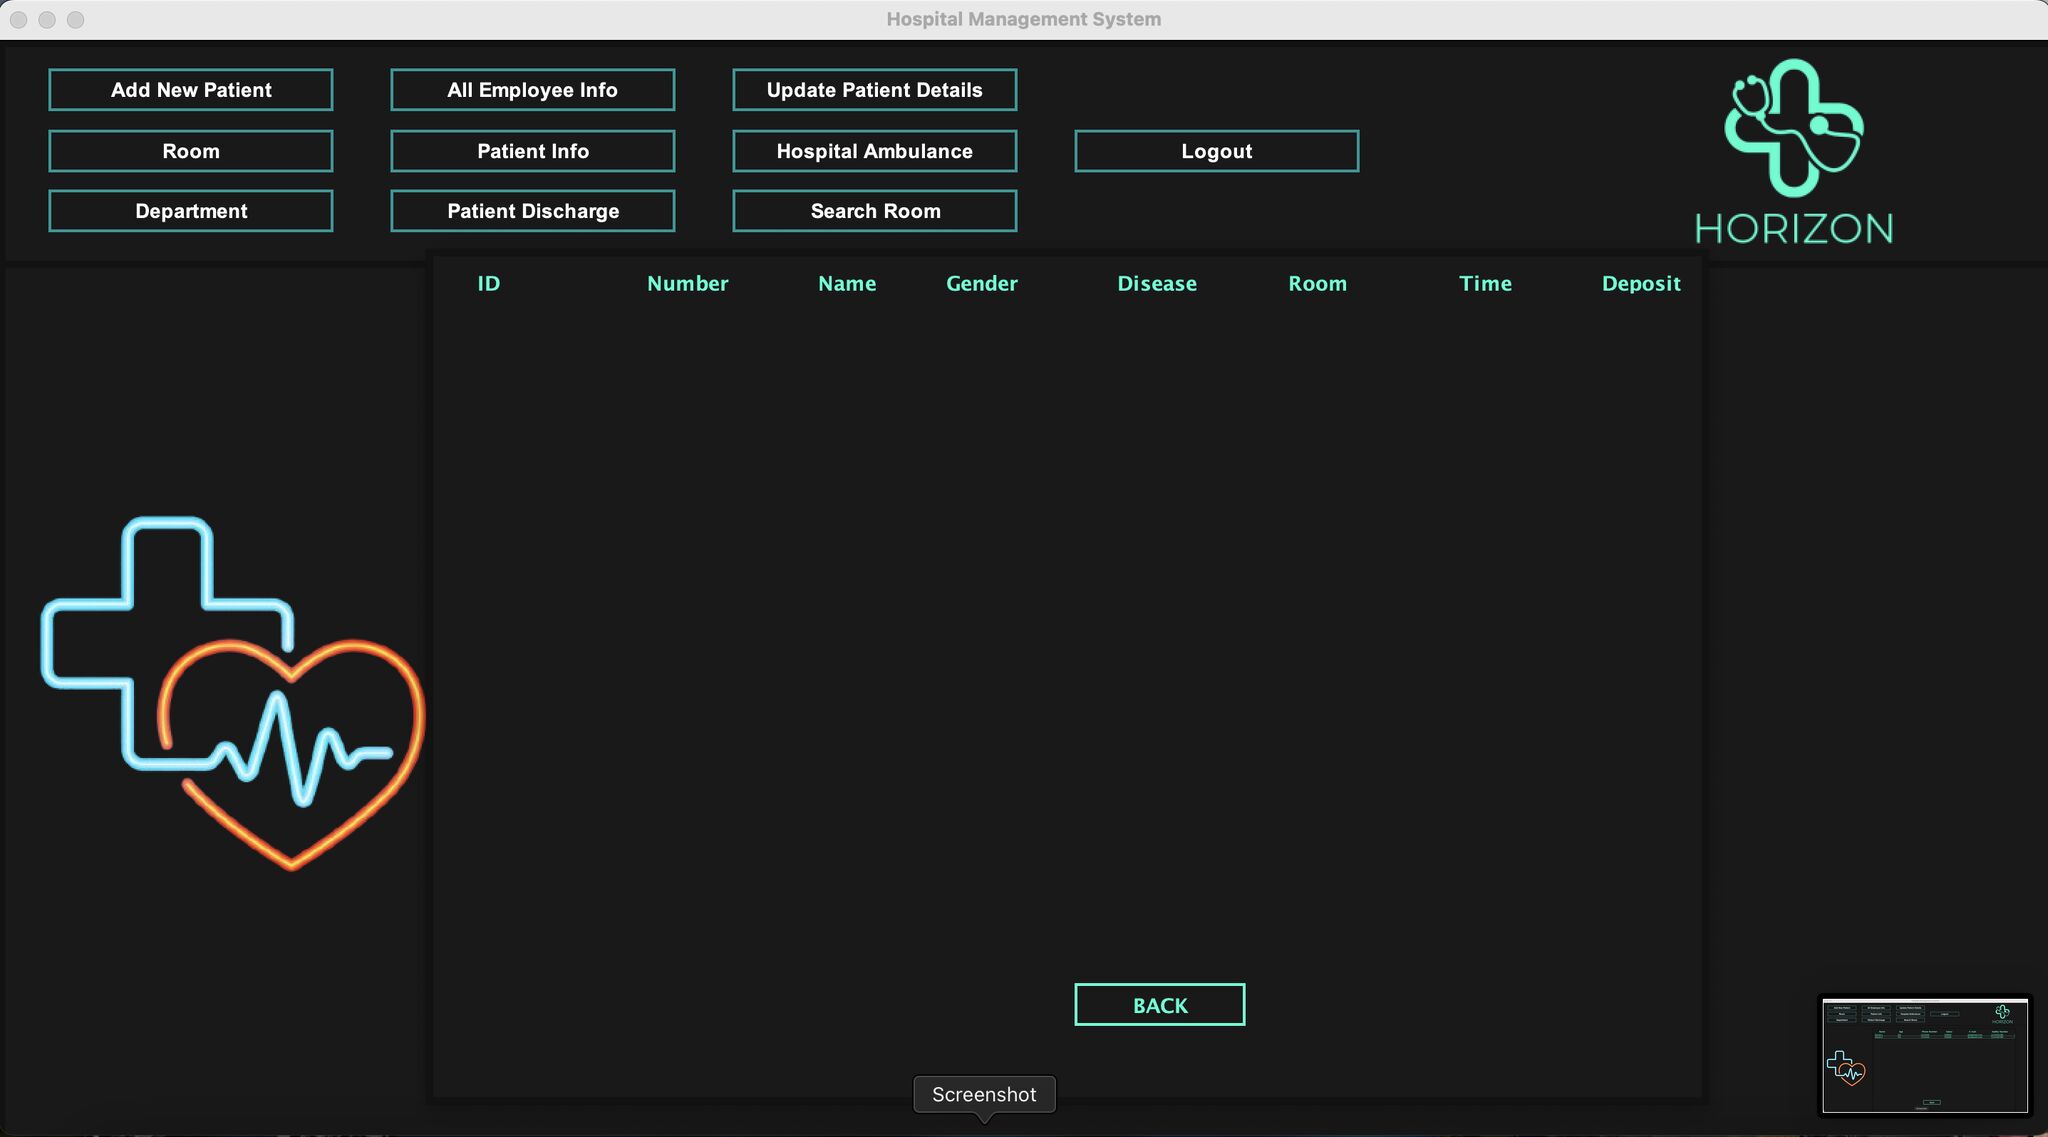 Hospital Management System
Add New Patient All Employee Info Update Patient Details
Room Patient Info Hospital Ambulance Logout
Department Patient Discharge Search Room
HORIZON
ID Number Name Gender Disease Room Time Deposit
BACK
Screenshot
HORIZON